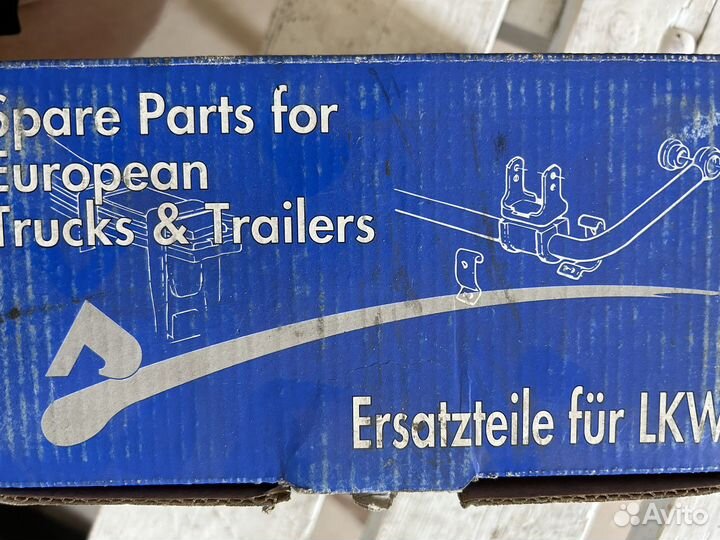 Spare Parts for
European
Trucks & Trailers
Ersatzteile für LKW
Avito